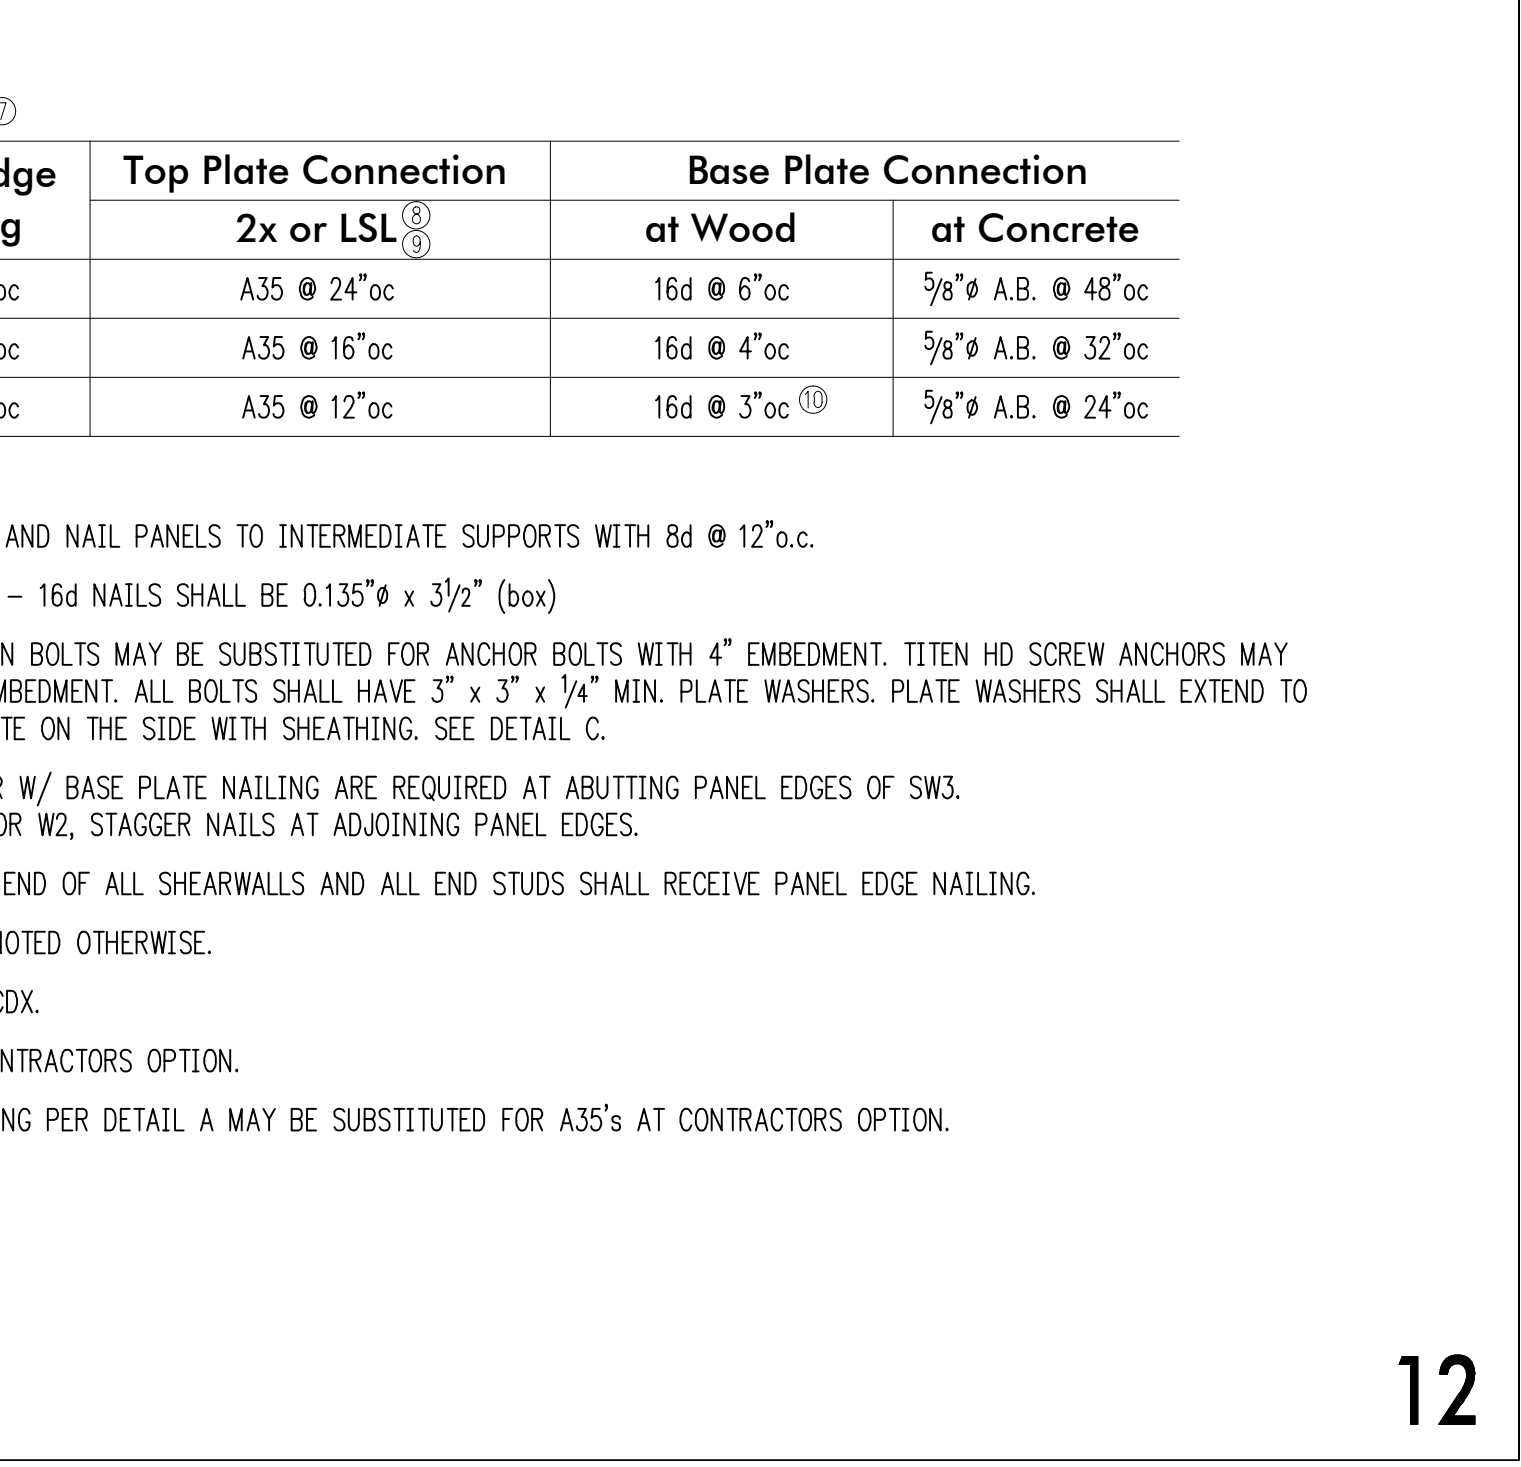 7
dge Top Plate Connection Base Plate Connection
g 2x or LSL 8 9 at Wood at Concrete
oc A35 @ 24"oc 16d @ 6"oc 5/8"ø A.B. @ 48"oc
oc A35 @ 16"oc 16d @ 4"oc 5/8"ø A.B. @ 32"oc
oc A35 @ 12"oc 16d @ 3"oc 10 5/8"ø A.B. @ 24"oc
AND NAIL PANELS TO INTERMEDIATE SUPPORTS WITH 8d @ 12"o.c.
– 16d NAILS SHALL BE 0.135"ø x 3 1/2" (box)
N BOLTS MAY BE SUBSTITUTED FOR ANCHOR BOLTS WITH 4" EMBEDMENT. TITEN HD SCREW ANCHORS MAY
MBEDMENT. ALL BOLTS SHALL HAVE 3" x 3" x 1/4" MIN. PLATE WASHERS. PLATE WASHERS SHALL EXTEND TO
TE ON THE SIDE WITH SHEATHING. SEE DETAIL C.
R W/ BASE PLATE NAILING ARE REQUIRED AT ABUTTING PANEL EDGES OF SW3.
OR W2, STAGGER NAILS AT ADJOINING PANEL EDGES.
END OF ALL SHEARWALLS AND ALL END STUDS SHALL RECEIVE PANEL EDGE NAILING.
NOTED OTHERWISE.
CDX.
NTRACTORS OPTION.
NG PER DETAIL A MAY BE SUBSTITUTED FOR A35's AT CONTRACTORS OPTION.
12